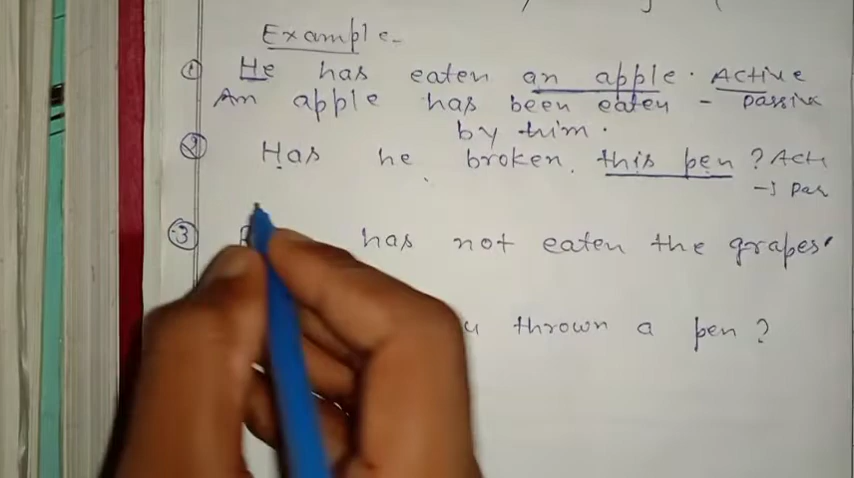 Example-
① He has eaten an apple. Active
An apple has been eaten - passive
by him.
② Has he broken this pen ? Acti
→ Pas
③ has not eaten the grapes.
thrown a pen ?